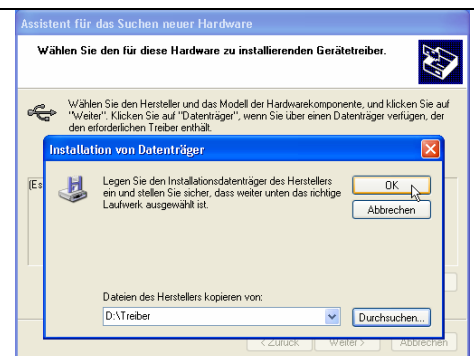 Assistent für das Suchen neuer Hardware
Wählen Sie den für diese Hardware zu installierenden Gerätetreiber.
Wählen Sie den Hersteller und das Modell der Hardwarekomponente, und klicken Sie auf
"Weiter". Klicken Sie auf "Datenträger", wenn Sie über einen Datenträger verfügen, der
den erforderlichen Treiber enthält.
Installation von Datenträger
(Es
Legen Sie den Installationsdatenträger des Herstellers
ein und stellen Sie sicher, dass weiter unten das richtige
Laufwerk ausgewählt ist.
OK
Abbrechen
Dateien des Herstellers kopieren von:
D:\Treiber
Durchsuchen...
< Zurück
Weiter >
Abbrechen